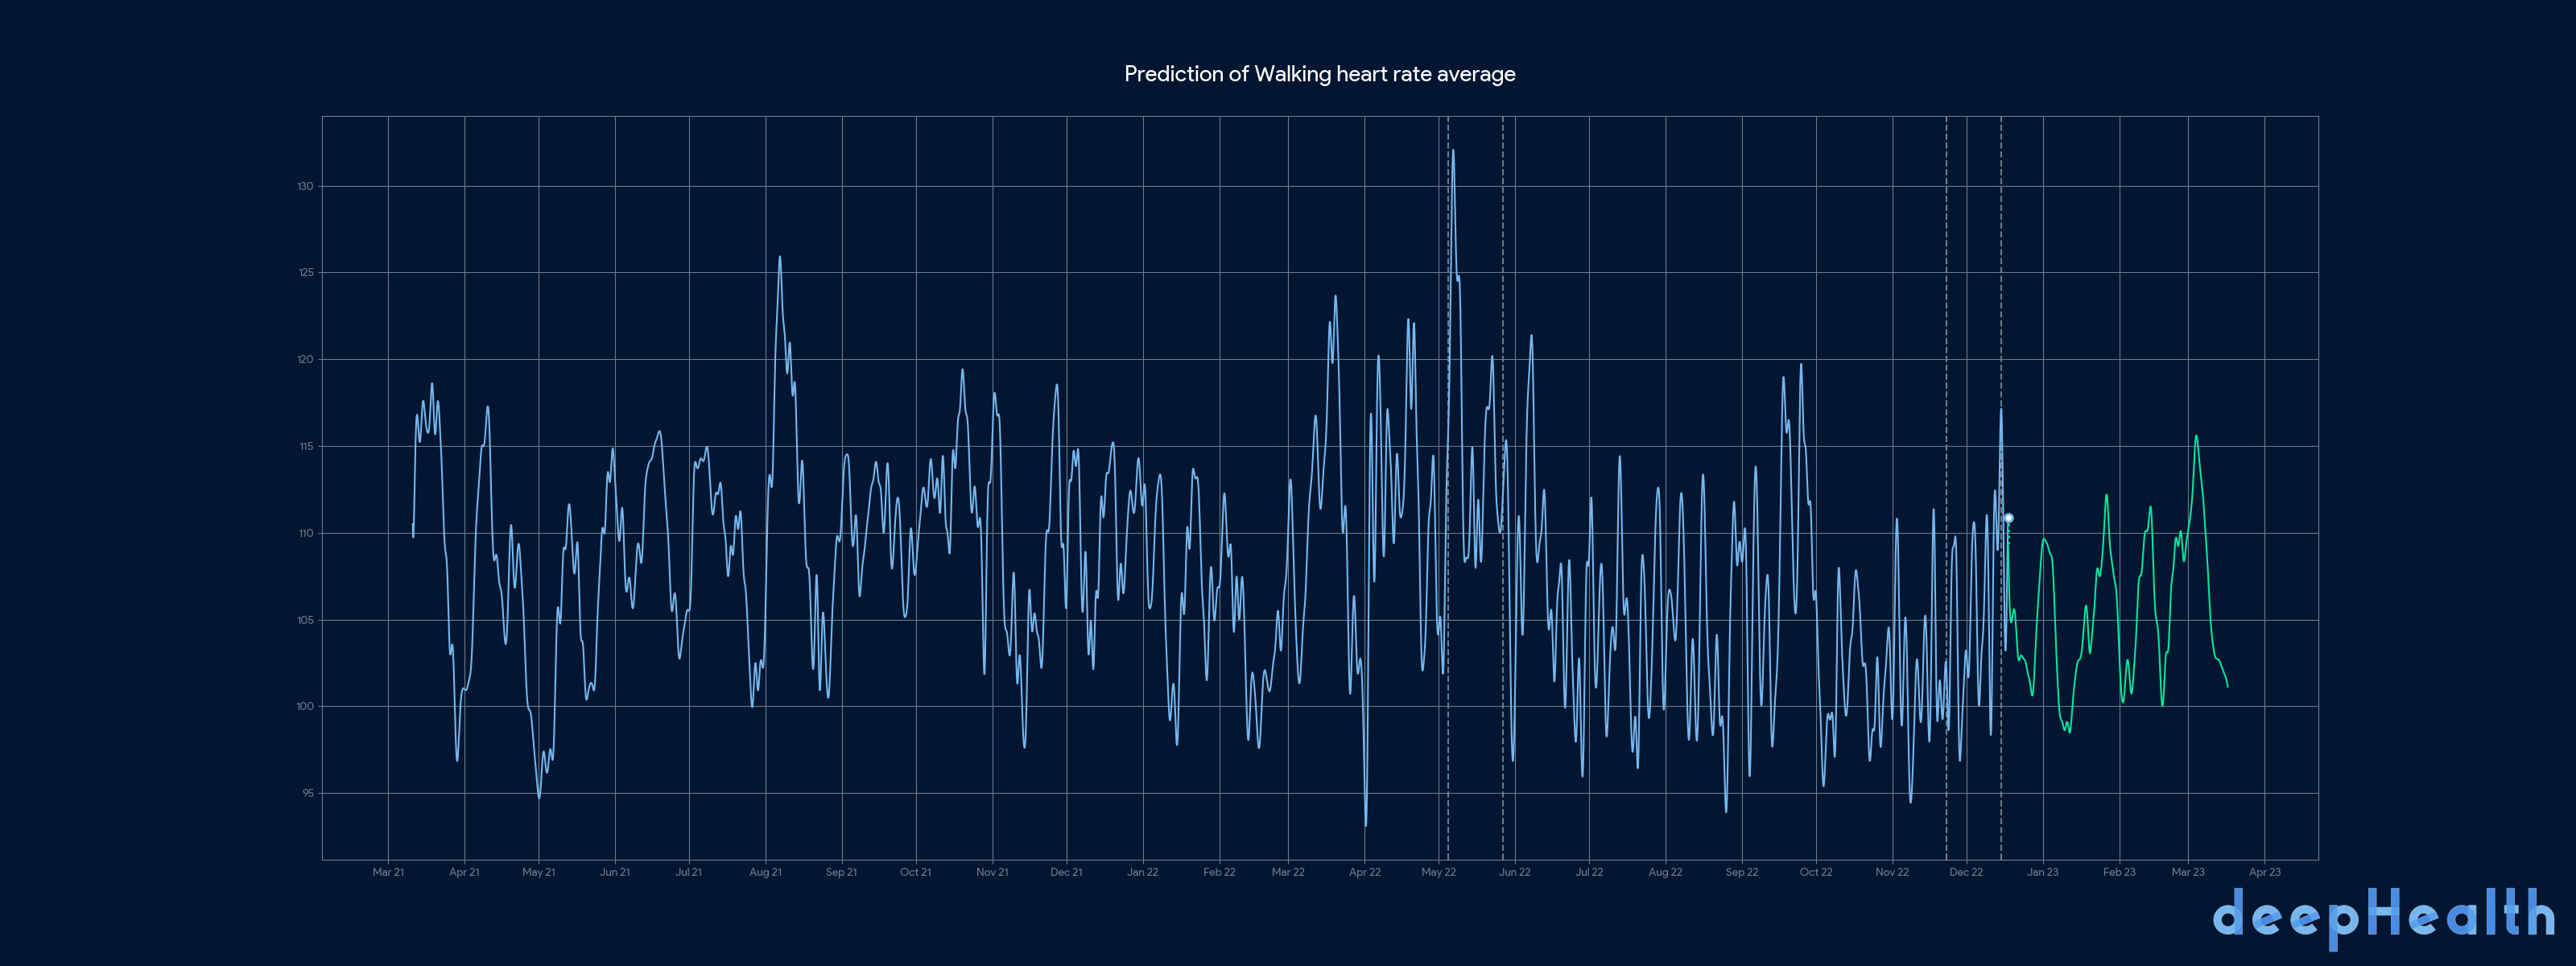 Prediction of Walking heart rate average
130
125
120
115
110
105
100
95
Mar 21 Apr 21 May 21 Jun 21 Jul 21 Aug 21 Sep 21 Oct 21 Nov 21 Dec 21 Jan 22 Feb 22 Mar 22 Apr 22 May 22 Jun 22 Jul 22 Aug 22 Sep 22 Oct 22 Nov 22 Dec 22 Jan 23 Feb 23 Mar 23 Apr 23
deepHealth